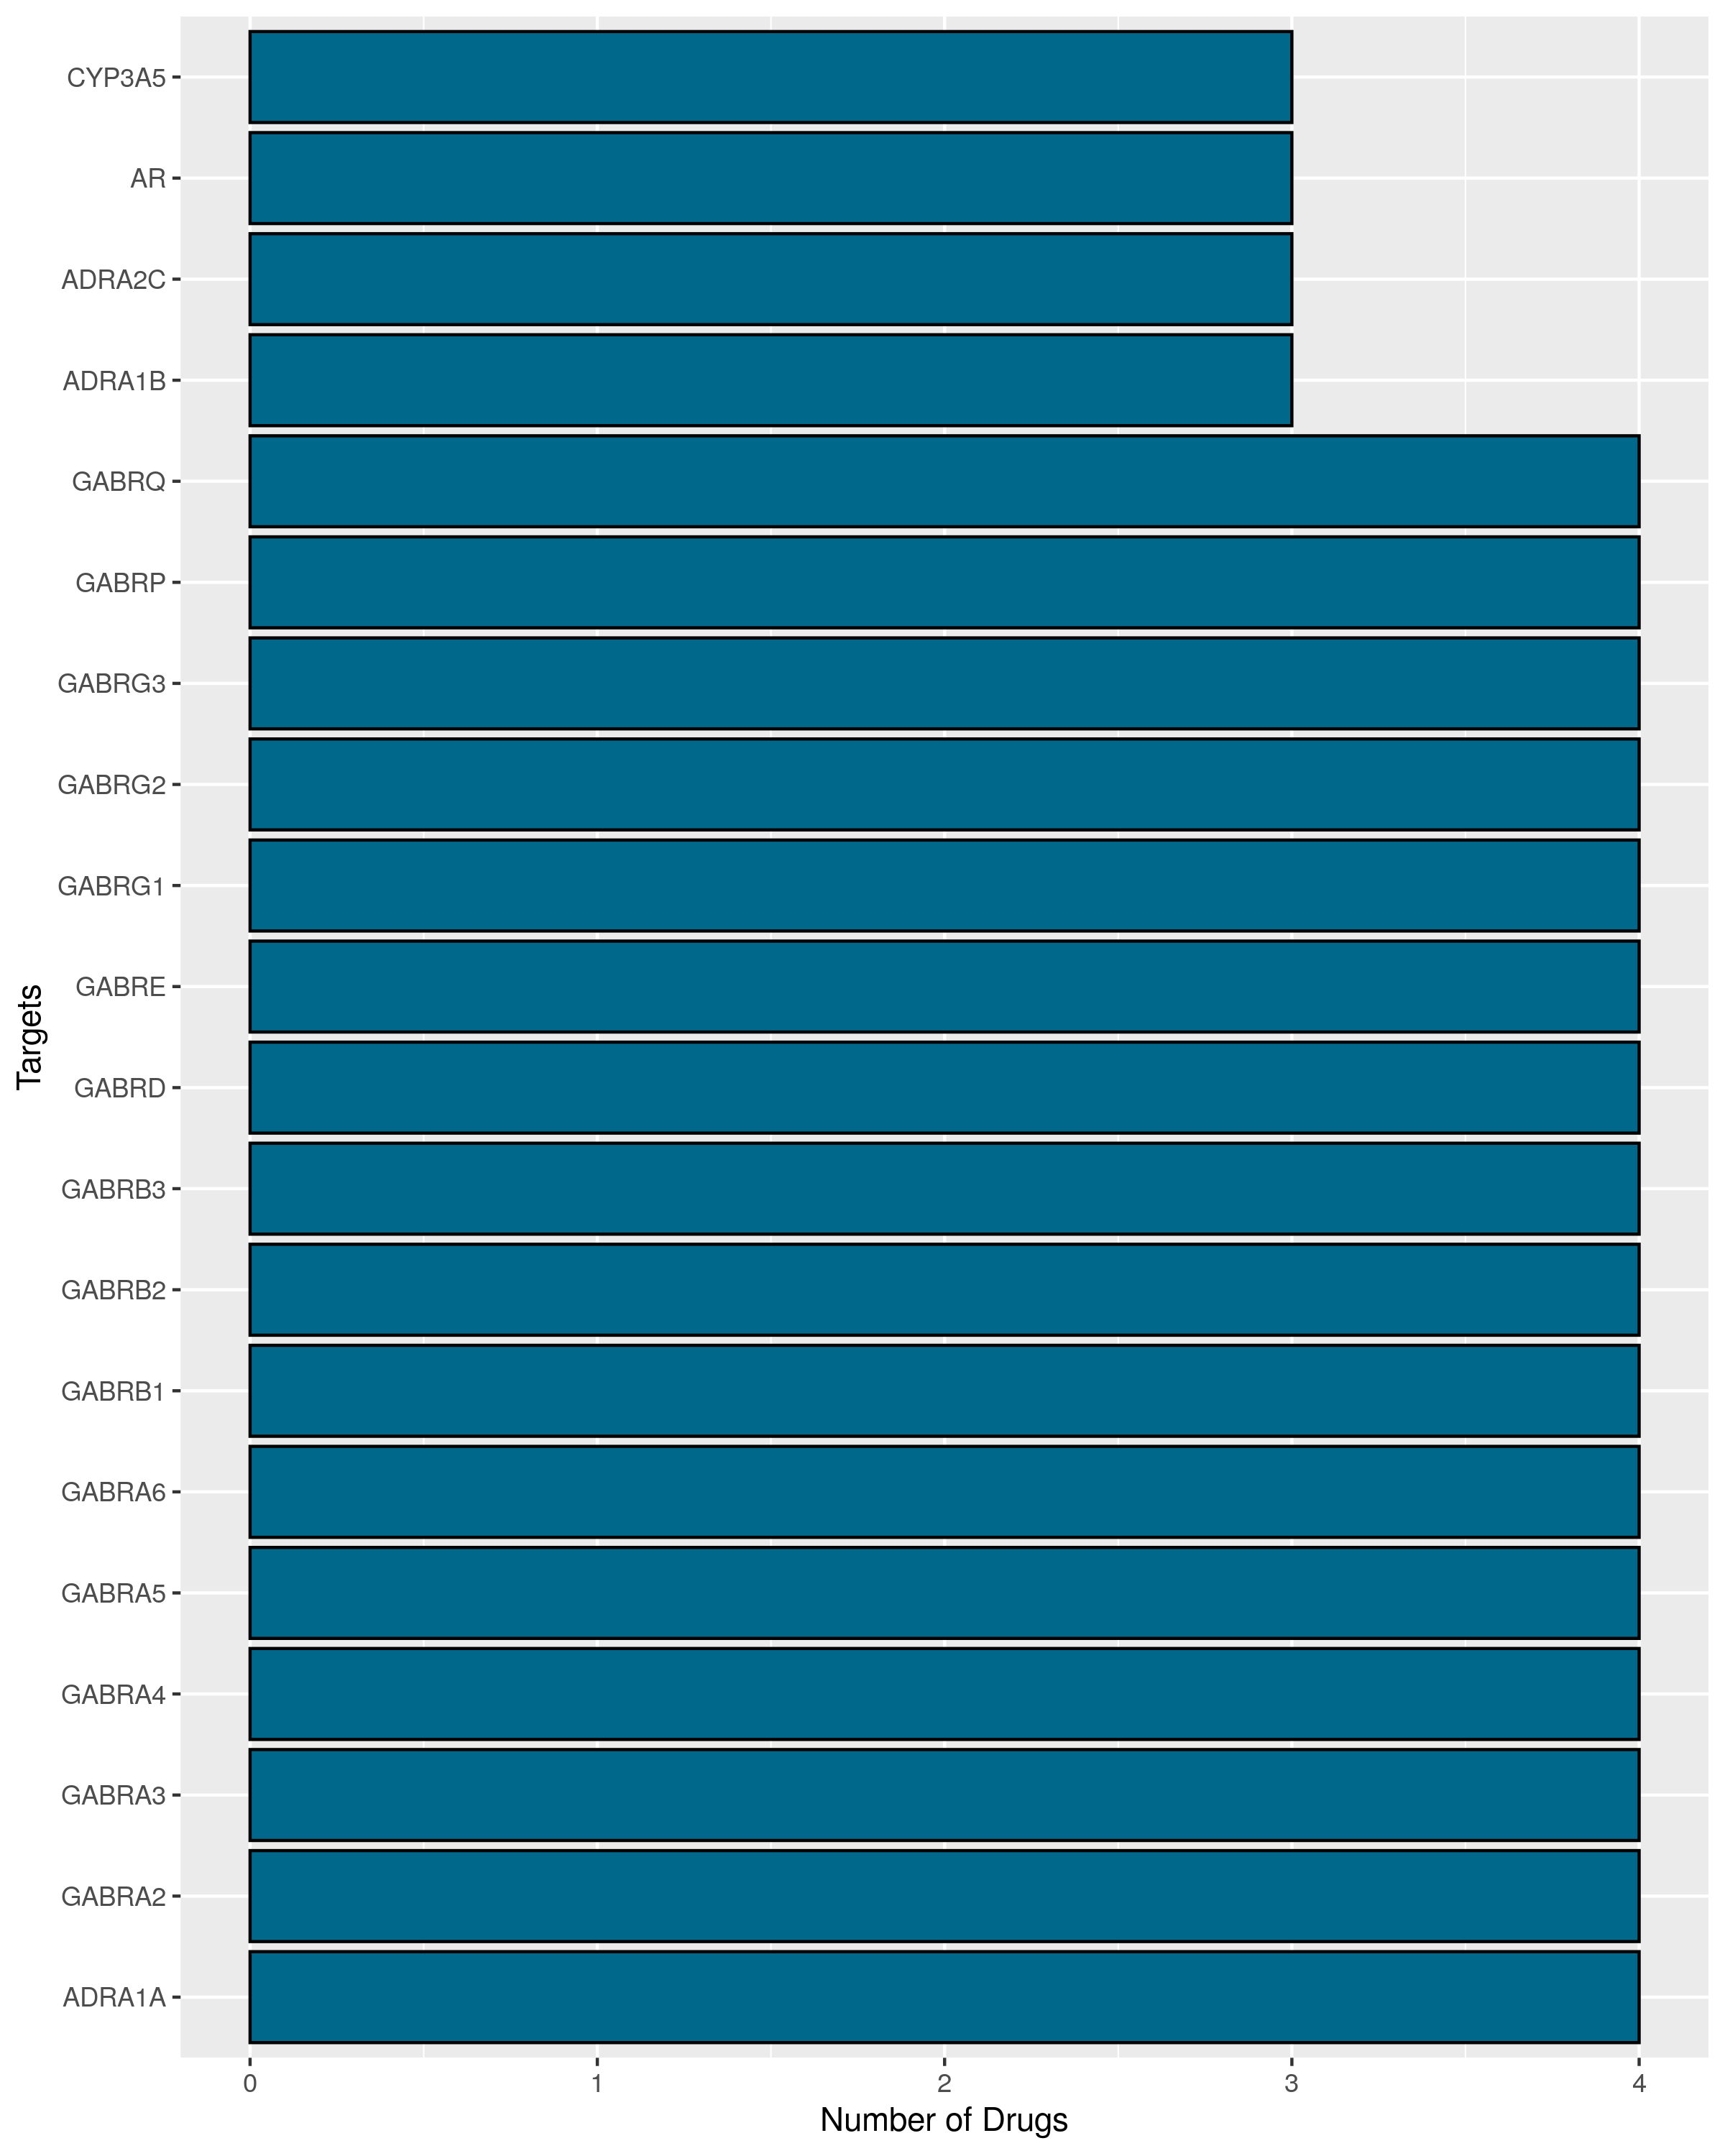 CYP3A5
AR
ADRA2C
ADRA1B
GABRQ
GABRP
GABRG3
GABRG2
GABRG1
GABRE
GABRD
GABRB3
GABRB2
GABRB1
GABRA6
GABRA5
GABRA4
GABRA3
GABRA2
ADRA1A
Targets
0 1 2 3 4
Number of Drugs